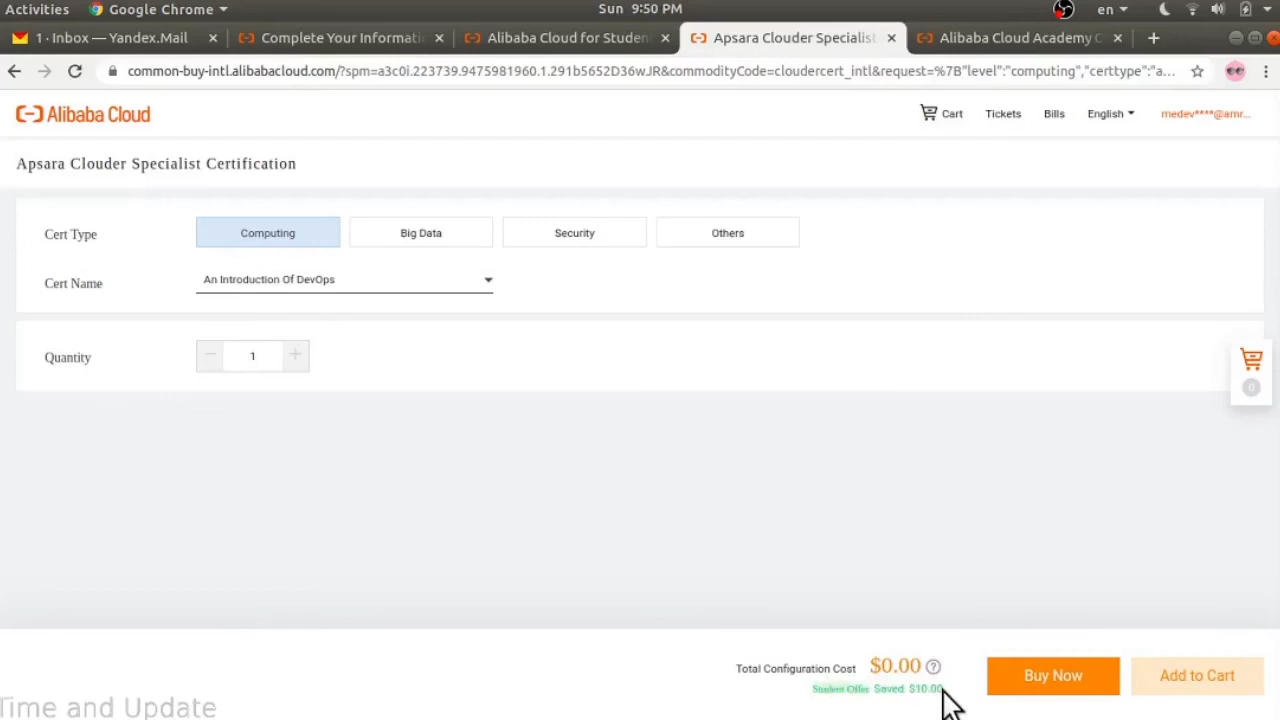 Activities Google Chrome Sun 9:50 PM en
1 · Inbox — Yandex.Mail Complete Your Informati Alibaba Cloud for Studen Apsara Clouder Specialist Alibaba Cloud Academy C
common-buy-intl.alibabacloud.com/?spm=a3c0i.223739.9475981960.1.291b5652D36wJR&commodityCode=cloudercert_intl&request=%7B"level":"computing","certtype":"a...
Alibaba Cloud Cart Tickets Bills English medev****@amr...
Apsara Clouder Specialist Certification
Cert Type Computing Big Data Security Others
Cert Name An Introduction Of DevOps
Quantity 1
0
Total Configuration Cost $0.00 Buy Now Add to Cart
Student Offer Saved: $10.00
Time and Update